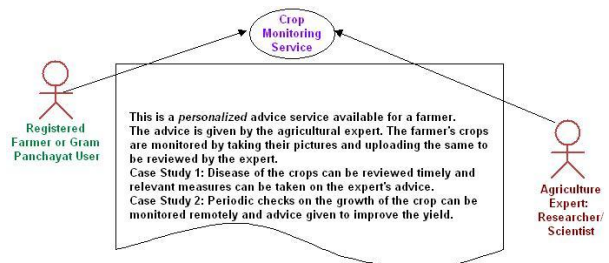 Crop
Monitoring
Service
Registered
Farmer or Gram
Panchayat User
This is a personalized advice service available for a farmer.
The advice is given by the agricultural expert. The farmer's crops
are monitored by taking their pictures and uploading the same to
be reviewed by the expert.
Case Study 1: Disease of the crops can be reviewed timely and
relevant measures can be taken on the expert's advice.
Case Study 2: Periodic checks on the growth of the crop can be
monitored remotely and advice given to improve the yield.
Agriculture
Expert:
Researcher/
Scientist